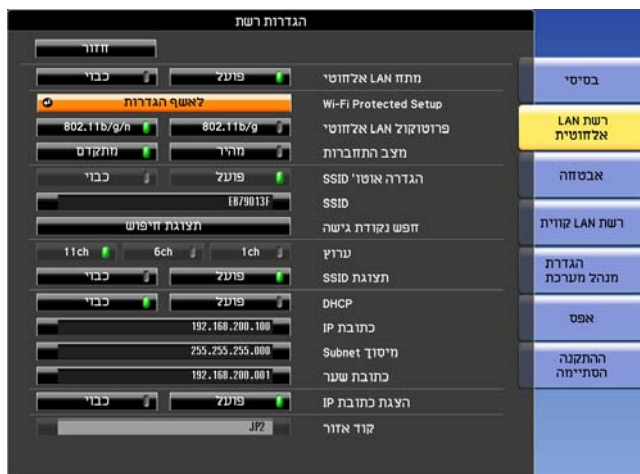 הגדרות רשת
חזור
מתח LAN אלחוטי פועל כבוי
Wi-Fi Protected Setup לאשף הגדרות
פרוטוקול LAN אלחוטי 802.11b/g 802.11b/g/n
מצב התחברות מהיר מתקדם
הגדרה אוטו' SSID פועל כבוי
SSID EB79013F
חפש נקודת גישה תצוגת חיפוש
ערוץ 1ch 6ch 11ch
תצוגת SSID פועל כבוי
DHCP פועל כבוי
כתובת IP 192.168.200.100
מיסוך Subnet 255.255.255.000
כתובת שער 192.168.200.001
הצגת כתובת IP פועל כבוי
קוד אזור JP2
בסיסי
רשת LAN
אלחוטית
אבטחה
רשת LAN קווית
הגדרת
מנהל מערכת
אפס
ההתקנה
הסתיימה